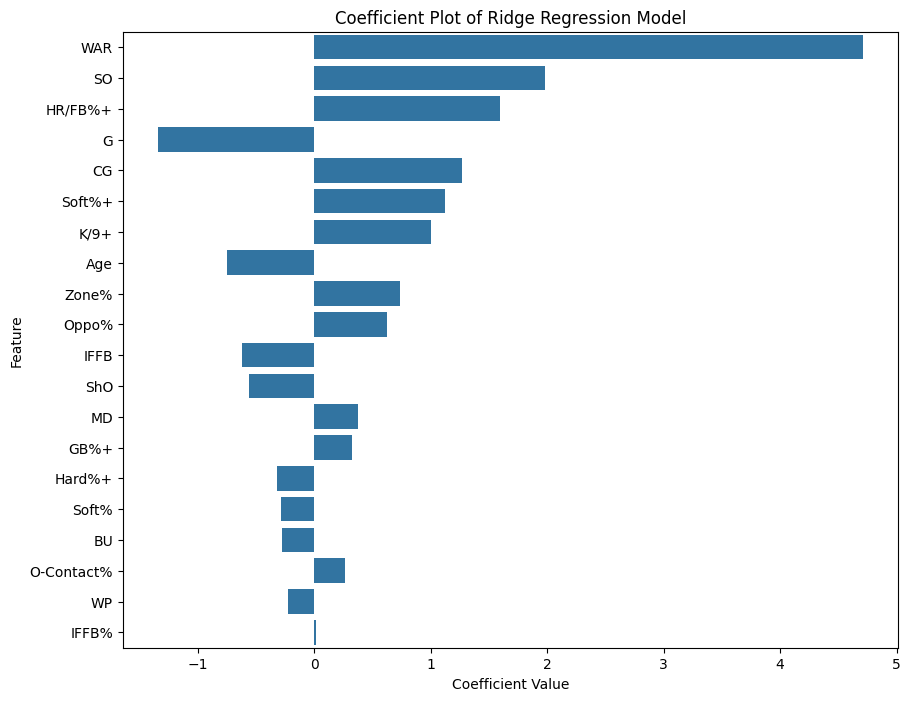 Coefficient Plot of Ridge Regression Model
WAR
SO
HR/FB%+
G
CG
Soft%+
K/9+
Age
Zone%
Oppo%
IFFB
ShO
MD
GB%+
Hard%+
Soft%
BU
O-Contact%
WP
IFFB%
Feature
−1 0 1 2 3 4 5
Coefficient Value